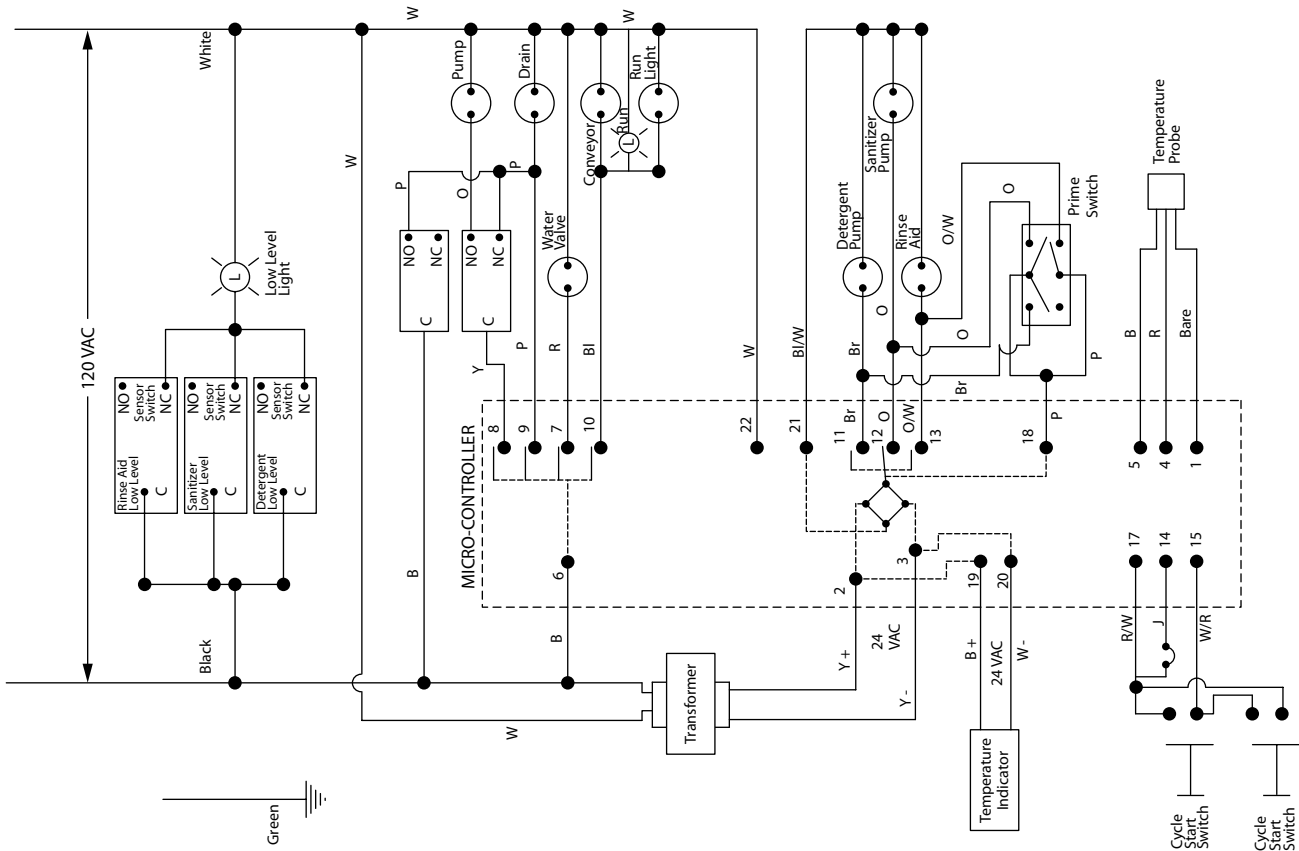 120 VAC
White
Black
Green
W
W
W
Low Level
Light
L
NO
Sensor
Switch
NC
Rinse Aid
Low Level
C
NO
Sensor
Switch
NC
Sanitizer
Low Level
C
NO
Sensor
Switch
NC
Detergent
Low Level
C
Pump
Drain
Water
Valve
Conveyor
Run
L
Run
Light
P
O
P
NO
NC
C
NO
NC
C
B
Y
P
R
Bl
W
Bl/W
MICRO-CONTROLLER
8
9
7
10
22
21
11
12
13
18
5
4
1
6
2
3
19
20
17
14
15
B
W
Transformer
Y +
24
VAC
Y -
B +
24 VAC
W -
Temperature
Indicator
Detergent
Pump
Sanitizer
Pump
Rinse
Aid
Br
O
O/W
Br
O
O/W
Br
O
O
P
P
Prime
Switch
Temperature
Probe
B
R
Bare
R/W
J
W/R
Cycle
Start
Switch
Cycle
Start
Switch